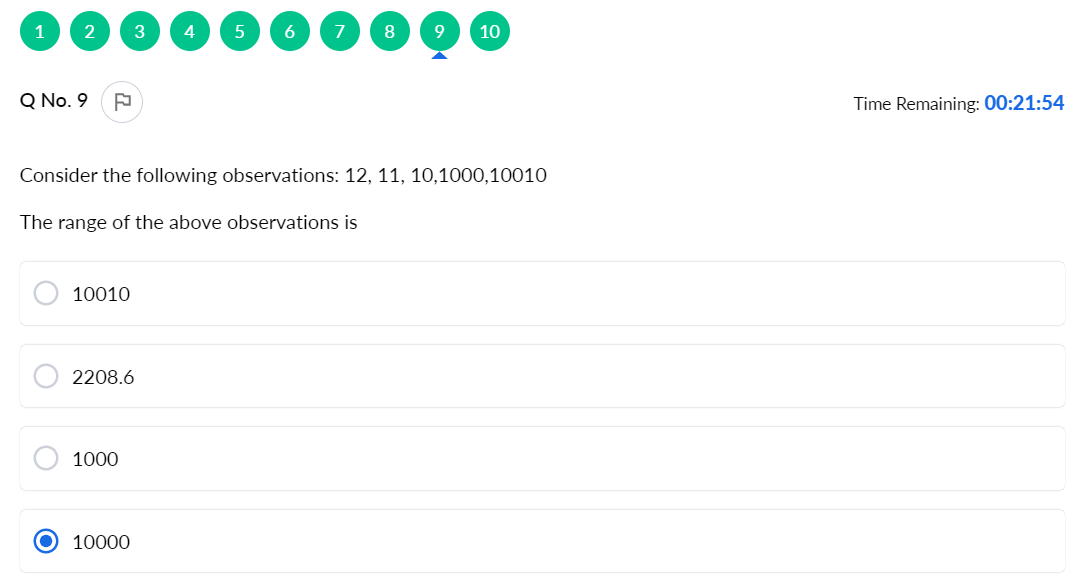 1 2 3 4 5 6 7 8 9 10
Q No. 9
Time Remaining: 00:21:54
Consider the following observations: 12, 11, 10,1000,10010
The range of the above observations is
10010
2208.6
1000
10000